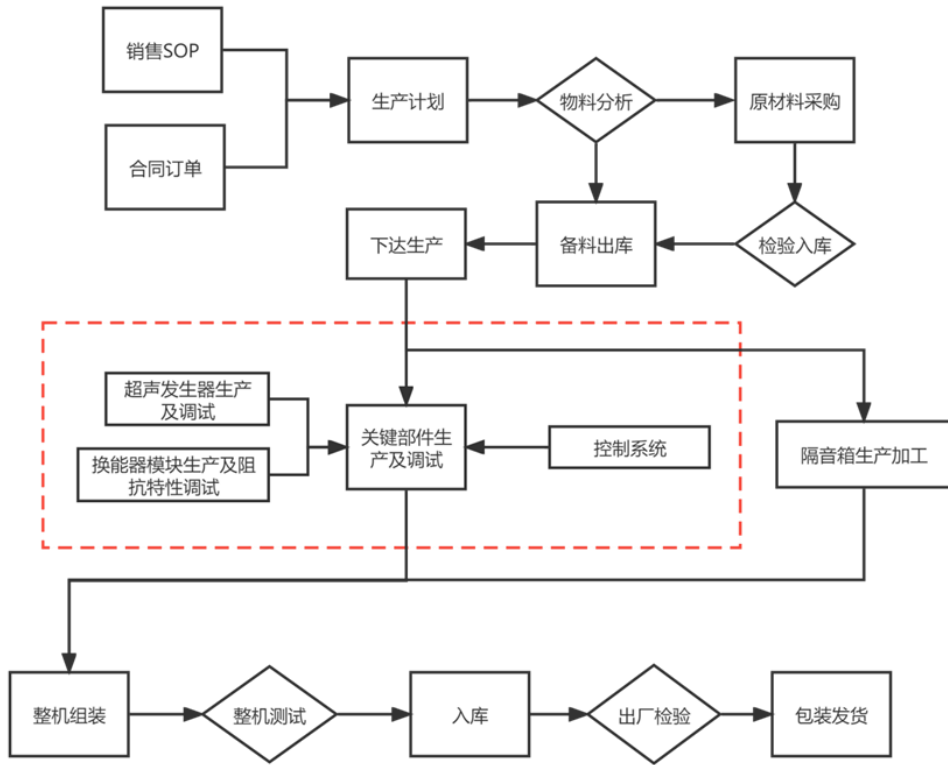 销售SOP
生产计划
物料分析
原材料采购
合同订单
下达生产
备料出库
检验入库
超声发生器生产
及调试
关键部件生
产及调试
控制系统
隔音箱生产加工
换能器模块生产及阻
抗特性调试
整机组装
整机测试
入库
出厂检验
包装发货